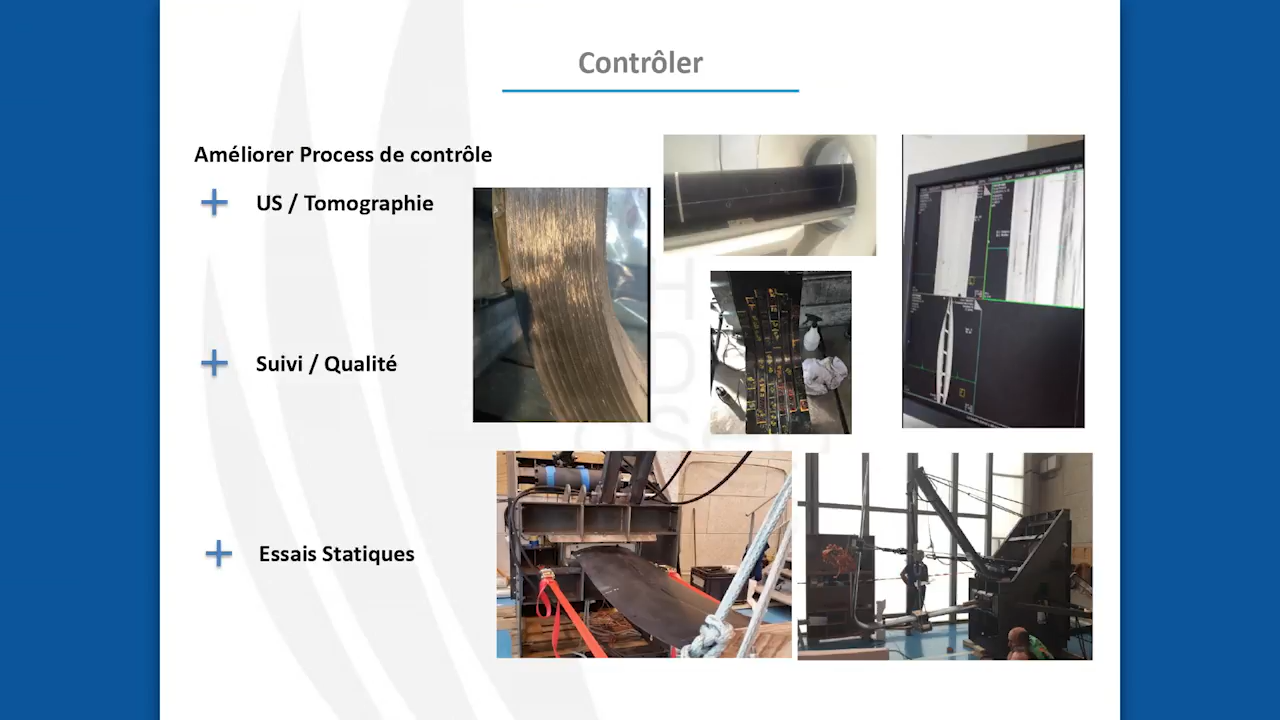 Contrôler
Améliorer Process de contrôle
US / Tomographie
Suivi / Qualité
Essais Statiques